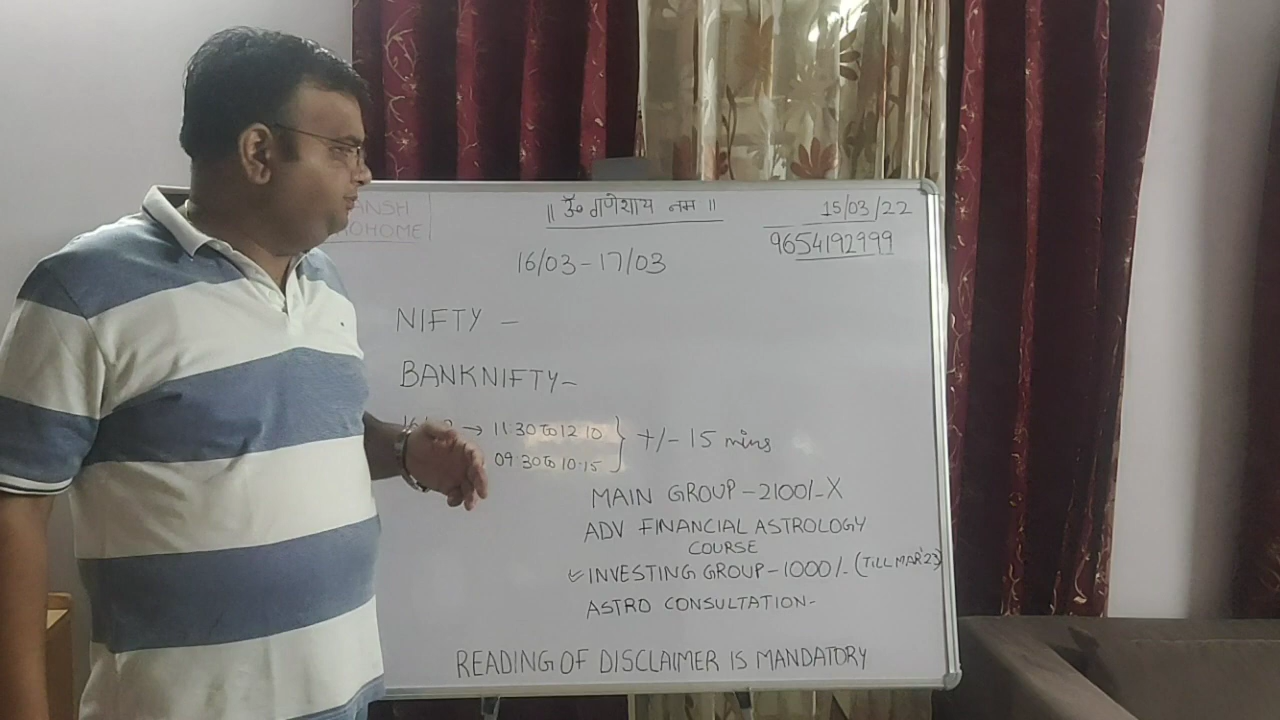 ANSH
OHOME
॥ ॐ गणेशाय नम ॥
15/03/22
9654192999
16/03-17/03
NIFTY -
BANKNIFTY-
→ 11:30 TO 12:10
09:30 TO 10:15
} +/- 15 mins
MAIN GROUP-2100/-X
ADV FINANCIAL ASTROLOGY
COURSE
INVESTING GROUP-1000/- (TILL MAR'23)
ASTRO CONSULTATION-
READING OF DISCLAIMER IS MANDATORY